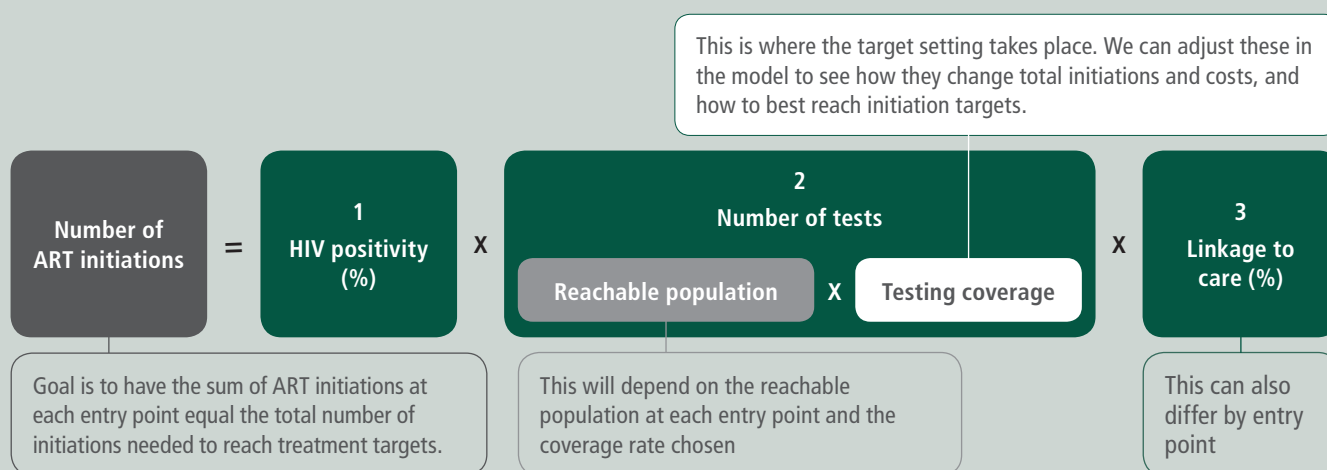 This is where the target setting takes place. We can adjust these in
the model to see how they change total initiations and costs, and
how to best reach initiation targets.
Number of
ART initiations
=
1
HIV positivity
(%)
X
2
Number of tests
Reachable population
X
Testing coverage
X
3
Linkage to
care (%)
Goal is to have the sum of ART initiations at
each entry point equal the total number of
initiations needed to reach treatment targets.
This will depend on the reachable
population at each entry point and the
coverage rate chosen
This can also
differ by entry
point